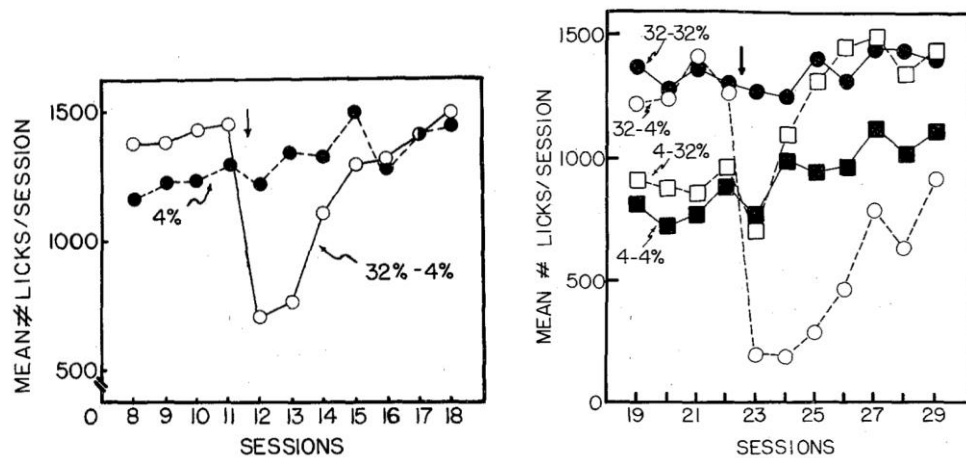 1500
1000
500
0
MEAN # LICKS/SESSION
4%
32%-4%
8 9 10 11 12 13 14 15 16 17 18
SESSIONS
1500
1000
500
0
MEAN # LICKS/SESSION
32-32%
32-4%
4-32%
4-4%
19 21 23 25 27 29
SESSIONS